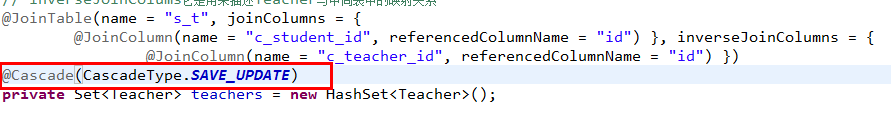 // inverseJoinColums它是用来描述Teacher与中间表中的映射关系
@JoinTable(name = "s_t", joinColumns = {
@JoinColumn(name = "c_student_id", referencedColumnName = "id") }, inverseJoinColumns = {
@JoinColumn(name = "c_teacher_id", referencedColumnName = "id") })
@Cascade(CascadeType.SAVE_UPDATE)
private Set<Teacher> teachers = new HashSet<Teacher>();